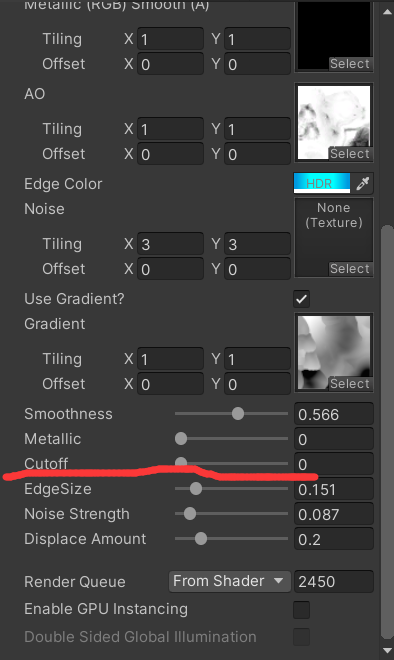 Metallic (RGB) Smooth (A)
Tiling X 1 Y 1
Offset X 0 Y 0
Select
AO
Tiling X 1 Y 1
Offset X 0 Y 0
Select
Edge Color HDR
Noise
None
(Texture)
Tiling X 3 Y 3
Offset X 0 Y 0
Select
Use Gradient?
Gradient
Tiling X 1 Y 1
Offset X 0 Y 0
Select
Smoothness 0.566
Metallic 0
Cutoff 0
EdgeSize 0.151
Noise Strength 0.087
Displace Amount 0.2
Render Queue From Shader 2450
Enable GPU Instancing
Double Sided Global Illumination